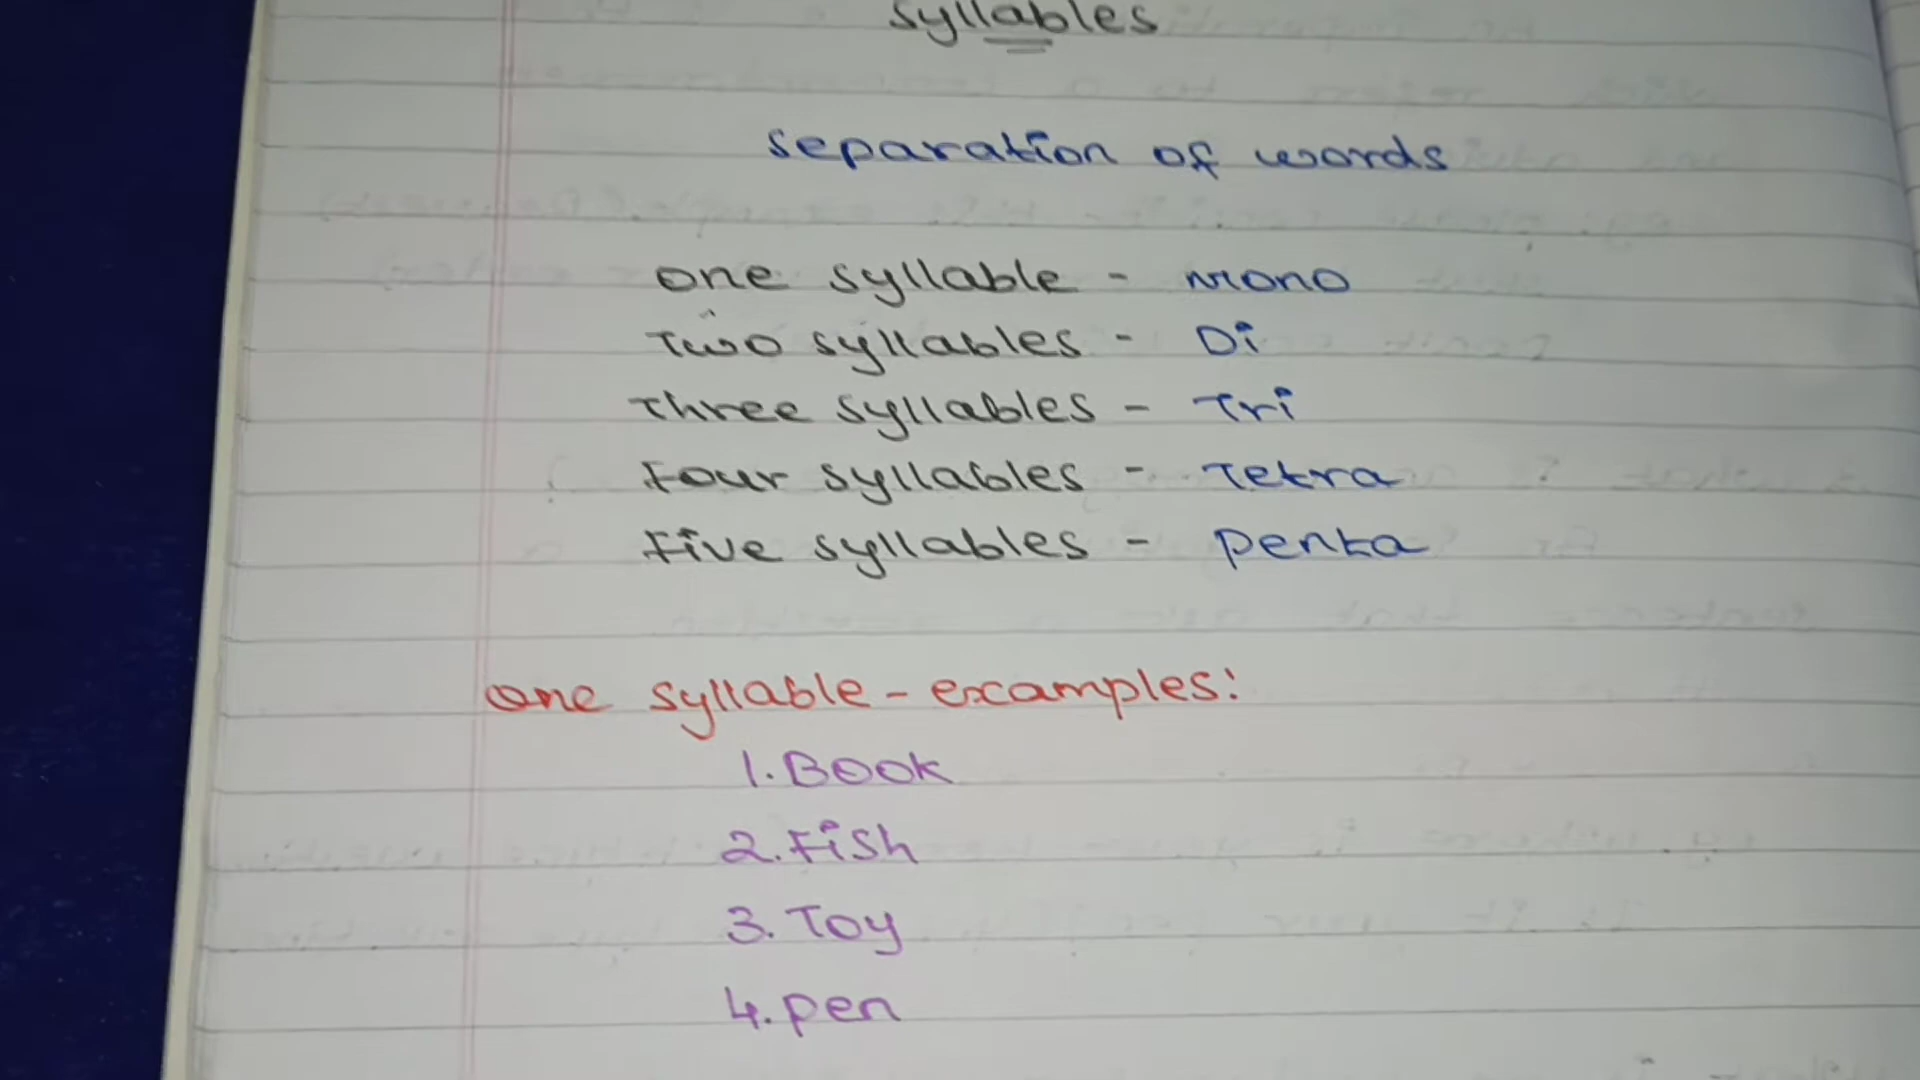 syllables
separation of words
one syllable - mono
Two syllables - Di
Three syllables - Tri
Four syllables - Tetra
Five syllables - penta
one syllable - examples:
1. Book
2. Fish
3. Toy
4. pen